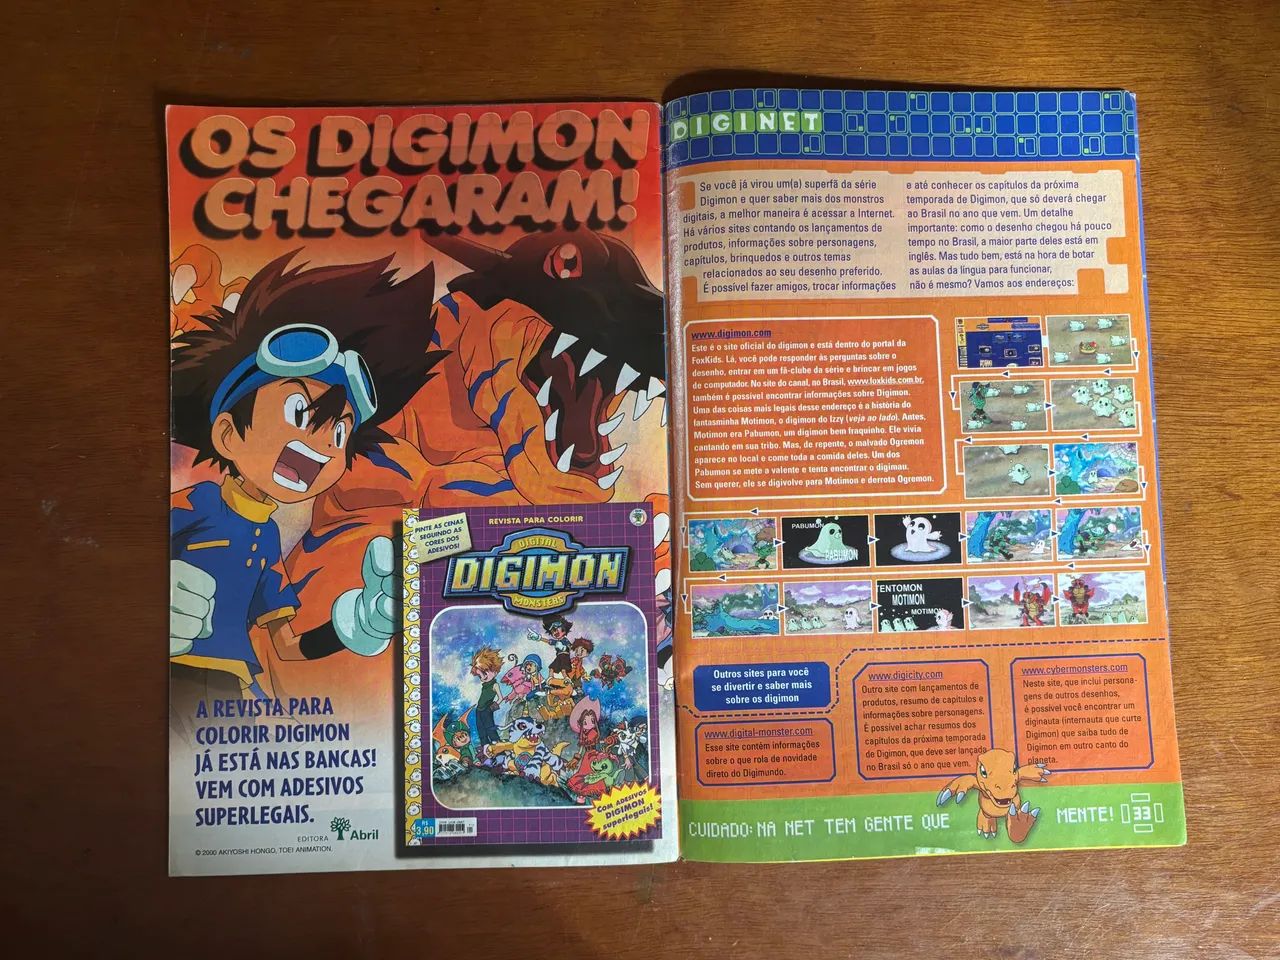 OS DIGIMON
CHEGARAM!
PINTE AS CENAS
SEGUINDO AS
CORES DOS
ADESIVOS!
REVISTA PARA COLORIR
DIGITAL
DIGIMON
MONSTERS
COM ADESIVOS
DIGIMON
superlegais!
R$
3,90
A REVISTA PARA
COLORIR DIGIMON
JÁ ESTÁ NAS BANCAS!
VEM COM ADESIVOS
SUPERLEGAIS.
EDITORA
Abril
© 2000 AKIYOSHI HONGO, TOEI ANIMATION.
DIGINET
Se você já virou um(a) superfã da série
Digimon e quer saber mais dos monstros
digitais, a melhor maneira é acessar a Internet.
Há vários sites contando os lançamentos de
produtos, informações sobre personagens,
capítulos, brinquedos e outros temas
relacionados ao seu desenho preferido.
É possível fazer amigos, trocar informações
e até conhecer os capítulos da próxima
temporada de Digimon, que só deverá chegar
ao Brasil no ano que vem. Um detalhe
importante: como o desenho chegou há pouco
tempo no Brasil, a maior parte deles está em
inglês. Mas tudo bem, está na hora de botar
as aulas da língua para funcionar,
não é mesmo? Vamos aos endereços:
www.digimon.com
Este é o site oficial do digimon e está dentro do portal da
FoxKids. Lá, você pode responder às perguntas sobre o
desenho, entrar em um fã-clube da série e brincar em jogos
de computador. No site do canal, no Brasil, www.foxkids.com.br,
também é possível encontrar informações sobre Digimon.
Uma das coisas mais legais desse endereço é a história do
fantasminha Motimon, o digimon do Izzy (veja ao lado). Antes,
Motimon era Pabumon, um digimon bem fraquinho. Ele vivia
cantando em sua tribo. Mas, de repente, o malvado Ogremon
aparece no local e come toda a comida deles. Um dos
Pabumon se mete a valente e tenta encontrar o digimau.
Sem querer, ele se digivolve para Motimon e derrota Ogremon.
PABUMON
PABUMON
TENTOMON
MOTIMON
MOTIMON
Outros sites para você
se divertir e saber mais
sobre os digimon
www.digital-monster.com
Esse site contém informações
sobre o que rola de novidade
direto do Digimundo.
www.digicity.com
Outro site com lançamentos de
produtos, resumo de capítulos e
informações sobre personagens.
É possível achar resumos dos
capítulos da próxima temporada
de Digimon, que deve ser lançada
no Brasil só o ano que vem.
www.cybermonsters.com
Neste site, que inclui persona-
gens de outros desenhos,
é possível você encontrar um
diginauta (internauta que curte
Digimon) que saiba tudo de
Digimon em outro canto do
planeta.
CUIDADO: NA NET TEM GENTE QUE MENTE!
33